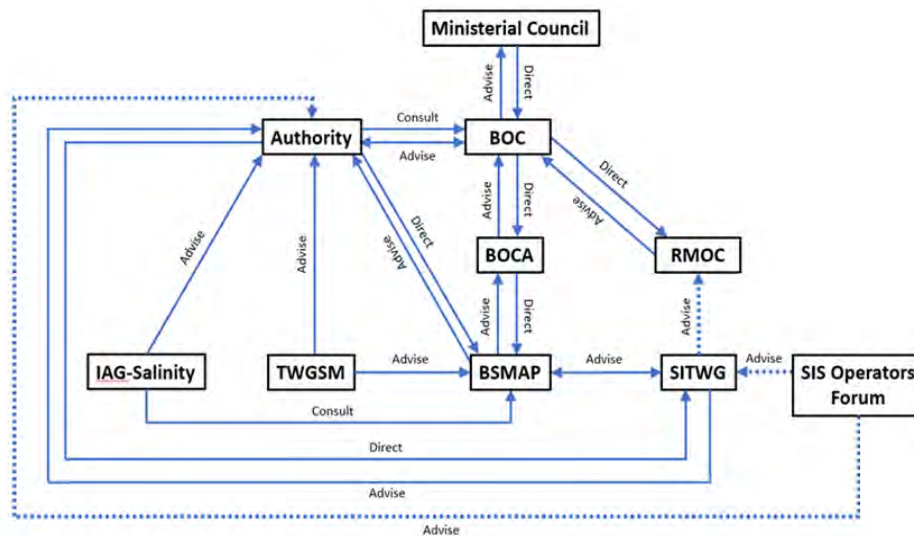 Ministerial Council
Advise
Direct
Consult
Authority
BOC
Advise
Direct
Advise
Advise
Direct
BOCA
RMOC
Advise
Advise
Direct
Advise
Advise
Direct
Advise
IAG-Salinity
TWGSM
Advise
BSMAP
Advise
SITWG
Advise
SIS Operators
Forum
Consult
Direct
Advise
Advise